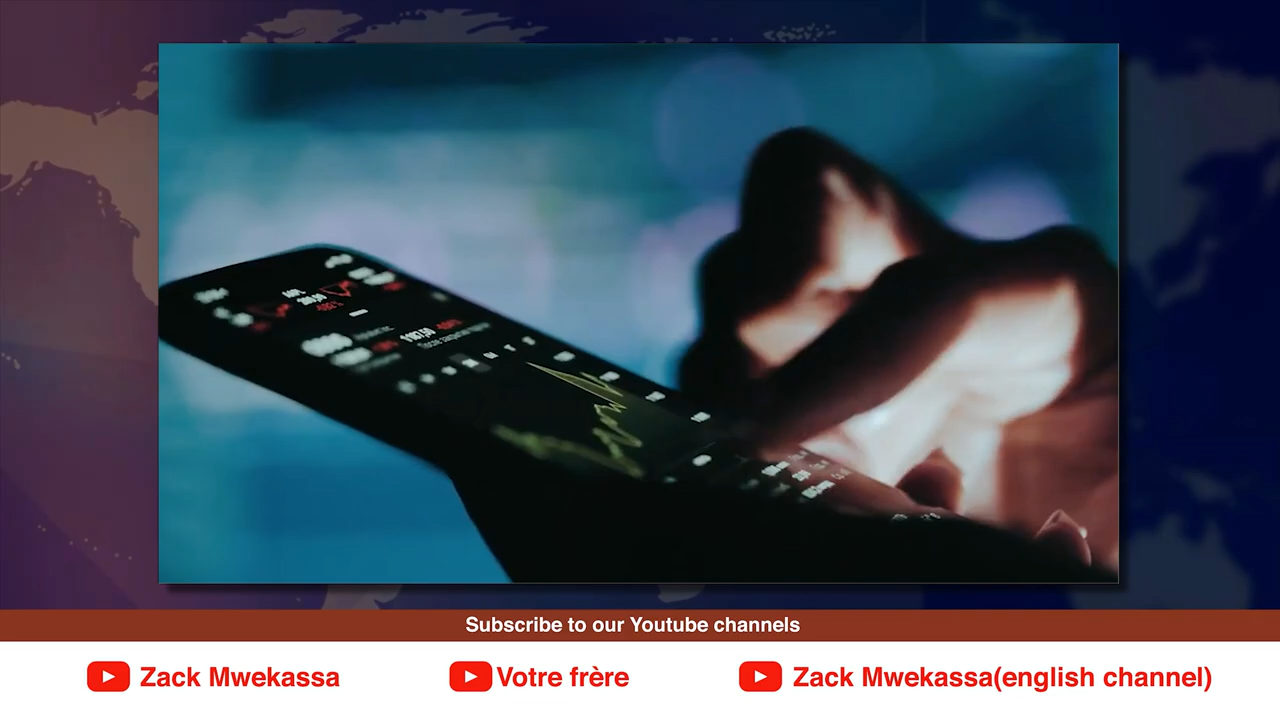 Subscribe to our Youtube channels
Zack Mwekassa
Votre frère
Zack Mwekassa(english channel)